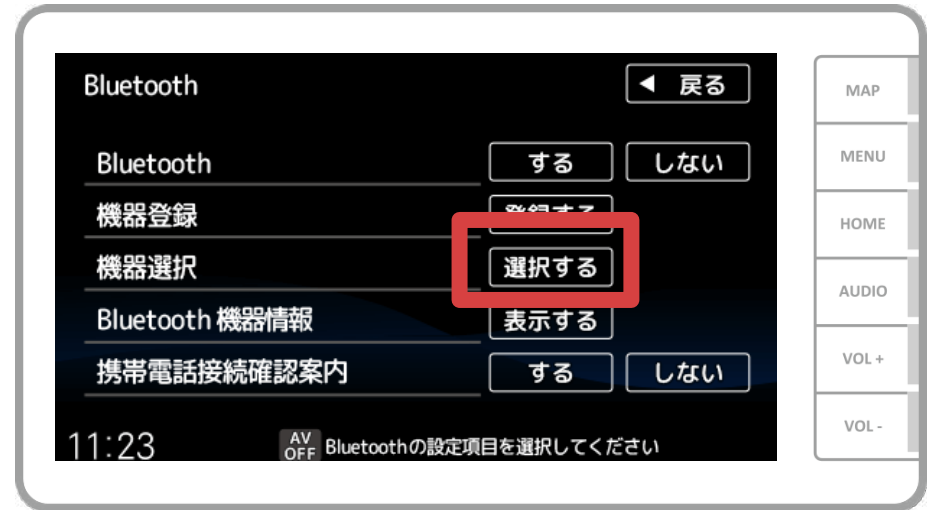 Bluetooth
◀ 戻る
Bluetooth
する
しない
機器登録
登録する
機器選択
選択する
Bluetooth 機器情報
表示する
携帯電話接続確認案内
する
しない
11:23
AV OFF
Bluetoothの設定項目を選択してください
MAP
MENU
HOME
AUDIO
VOL +
VOL -